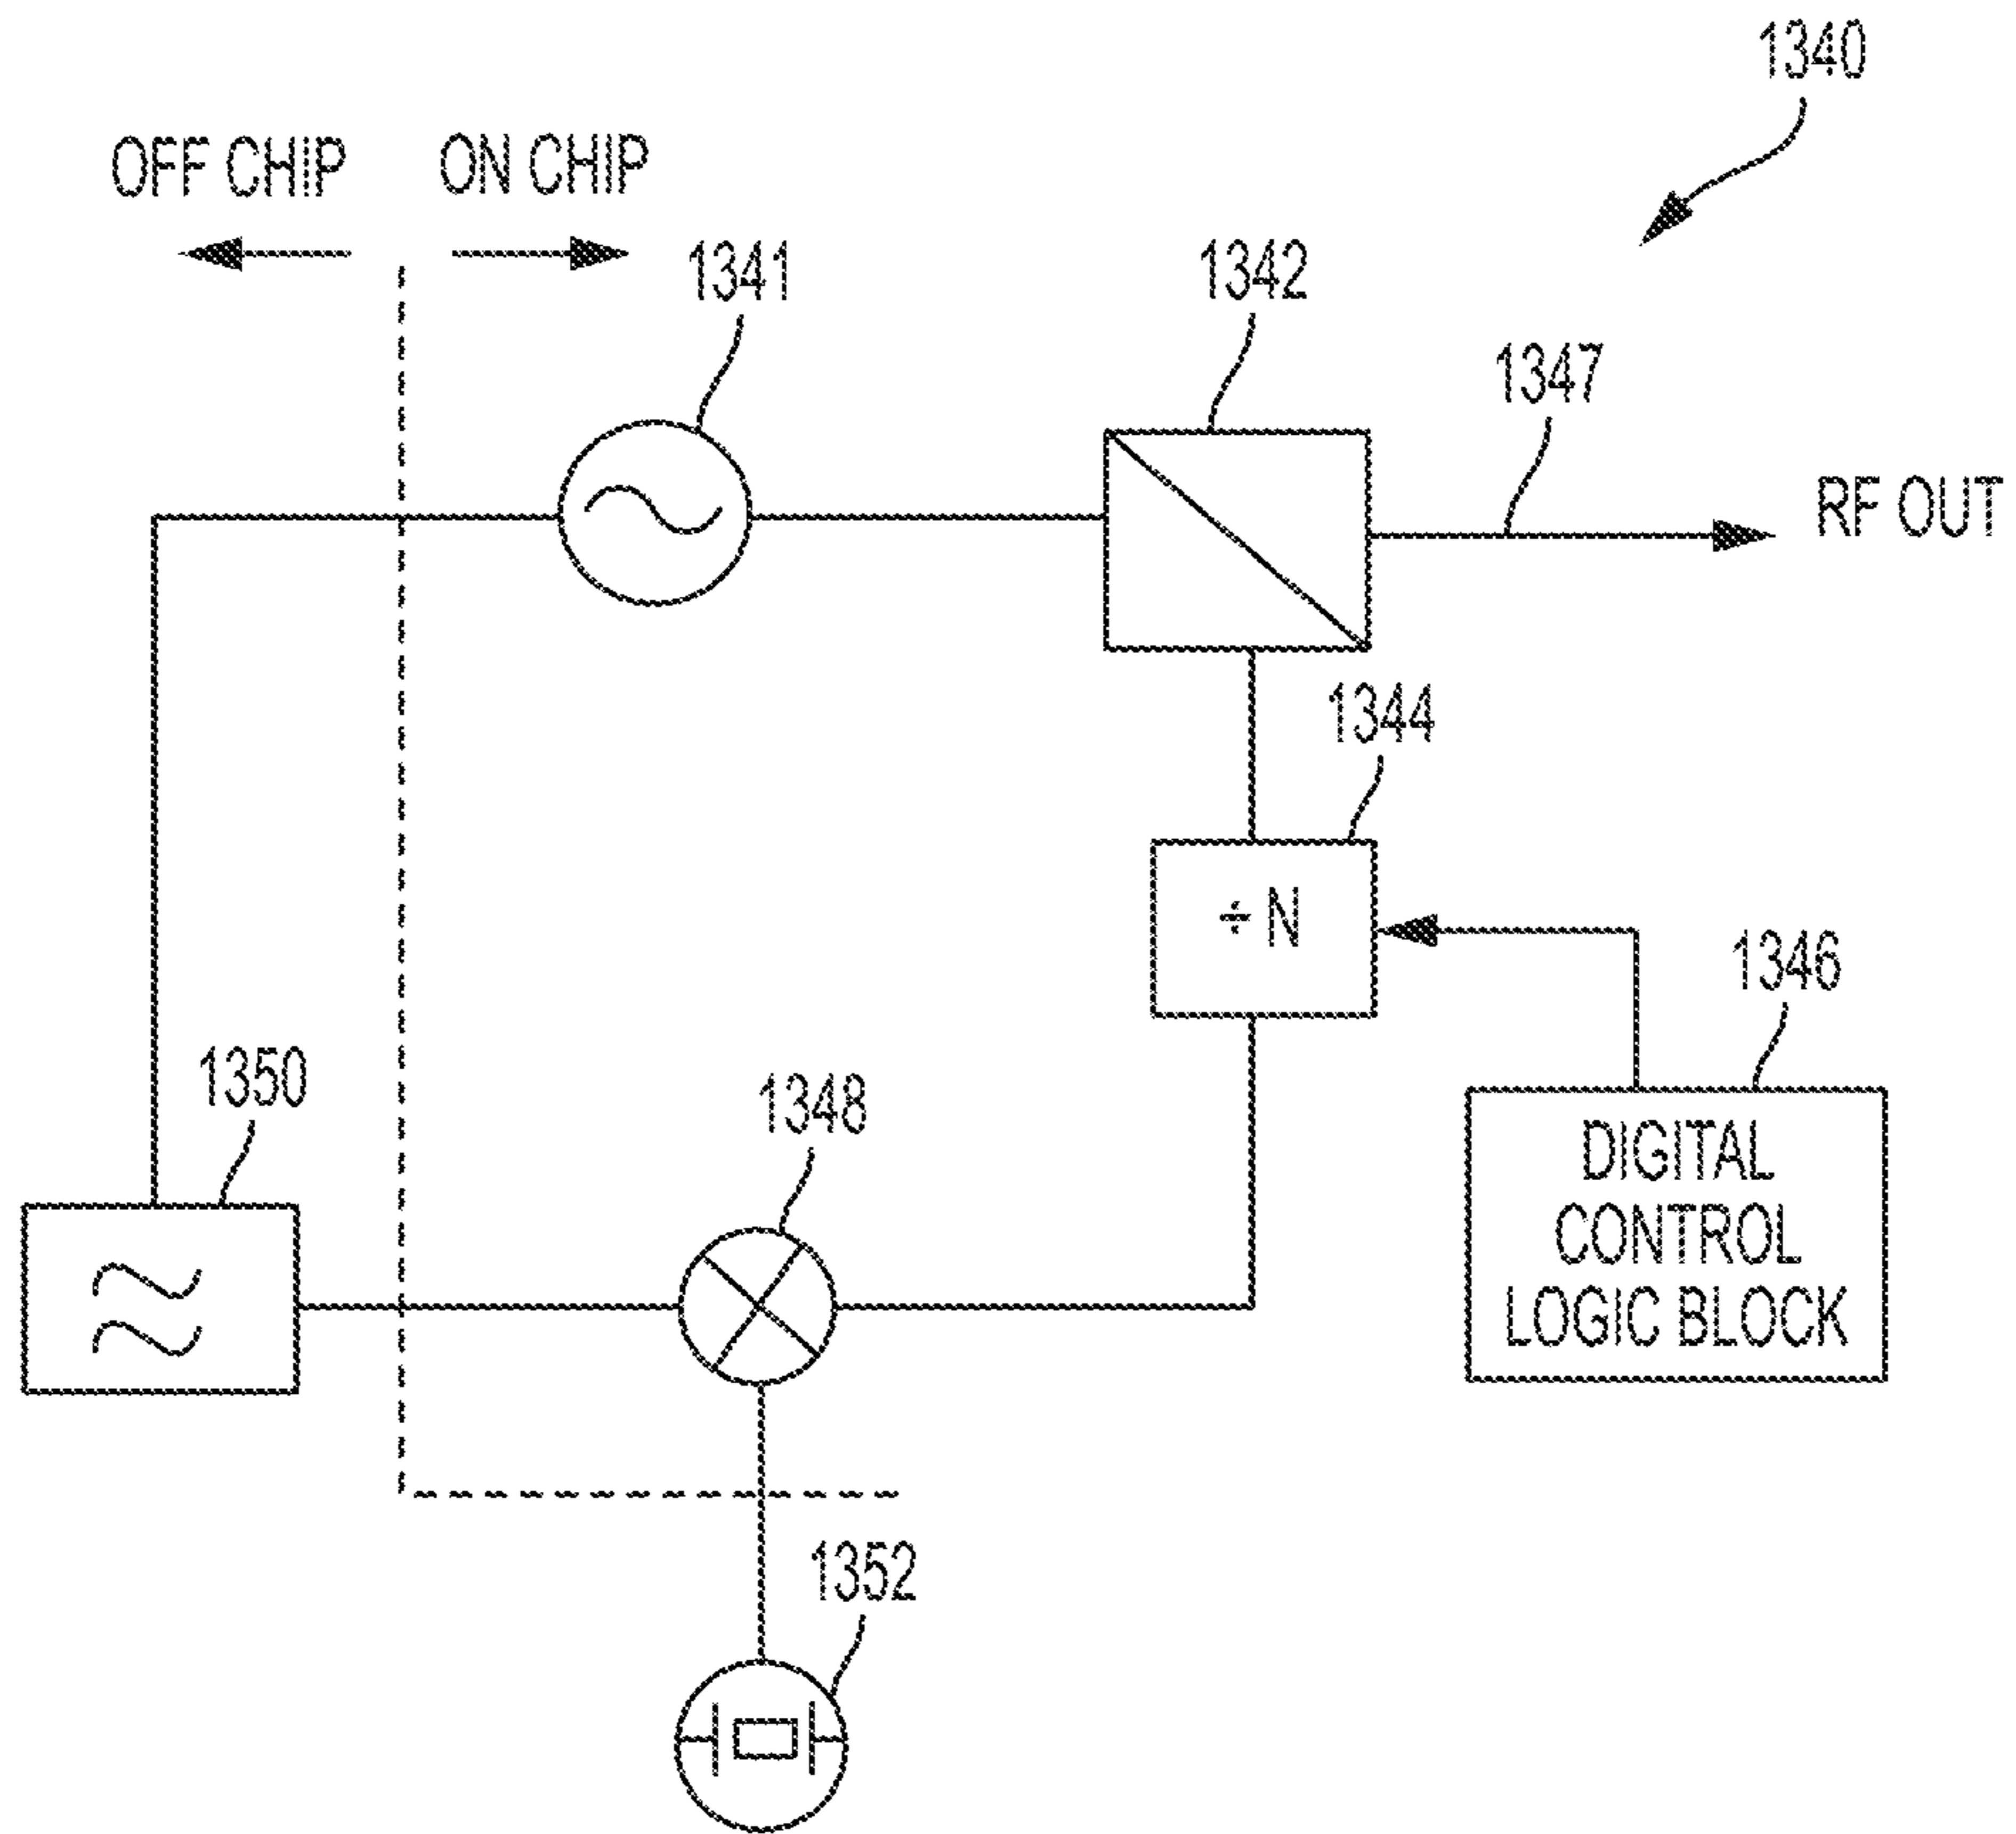 1340
OFF CHIP
ON CHIP
1341
1342
1347
RF OUT
1344
÷ N
1346
1350
1348
DIGITAL
CONTROL
LOGIC BLOCK
1352